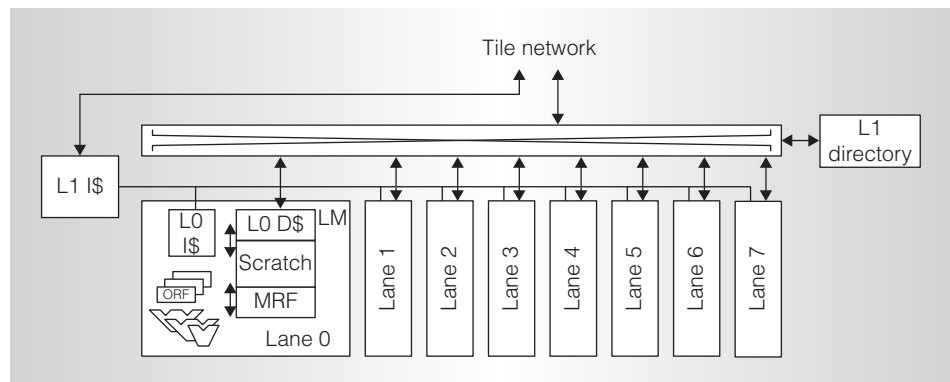 Tile network
L1
directory
L1 I$
L0
I$
L0 D$
LM
Scratch
ORF
MRF
Lane 0
Lane 1
Lane 2
Lane 3
Lane 4
Lane 5
Lane 6
Lane 7